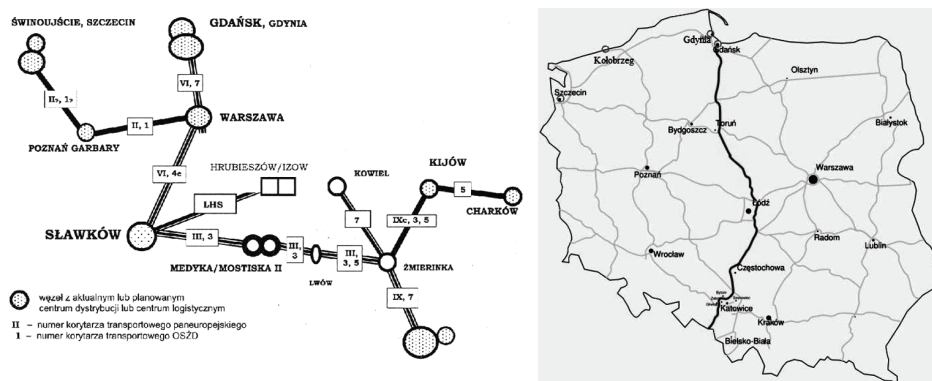 ŚWINOUJŚCIE, SZCZECIN
GDAŃSK, GDYNIA
VI, 7
II, 1
WARSZAWA
POZNAŃ GARBARY
VI, 4c
HRUBIESZÓW/IZOW
LHS
KOWIEL
KIJÓW
5
CHARKÓW
7
IXc, 3, 5
SŁAWKÓW
III, 3
III,
3
III,
3, 5
MEDYKA/MOSTISKA II
LWÓW
ŻMIERINKA
IX, 7
węzeł z aktualnym lub planowanym
centrum dystrybucji lub centrum logistycznym
II – numer korytarza transportowego paneuropejskiego
1 – numer korytarza transportowego OSŻD
Gdynia
Gdańsk
Kołobrzeg
Olsztyn
Szczecin
Toruń
Bydgoszcz
Białystok
Poznań
Warszawa
Łódź
Radom
Lublin
Wrocław
Częstochowa
Katowice
Kraków
Bielsko-Biała